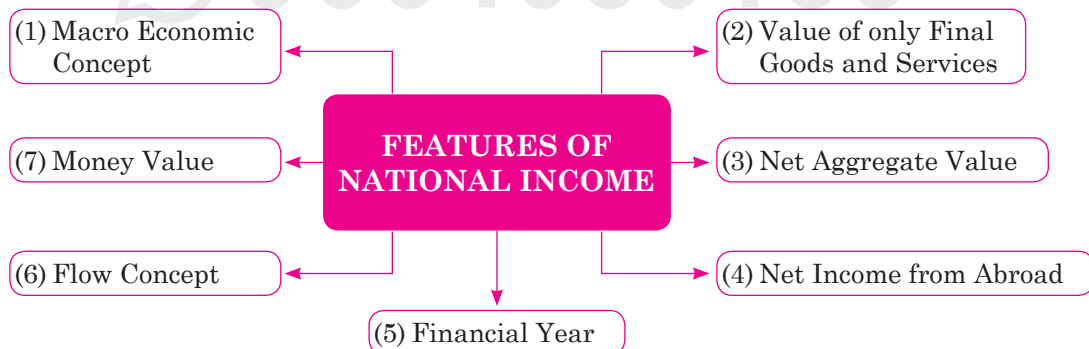 (1) Macro Economic
Concept
(2) Value of only Final
Goods and Services
FEATURES OF
NATIONAL INCOME
(7) Money Value
(3) Net Aggregate Value
(6) Flow Concept
(4) Net Income from Abroad
(5) Financial Year